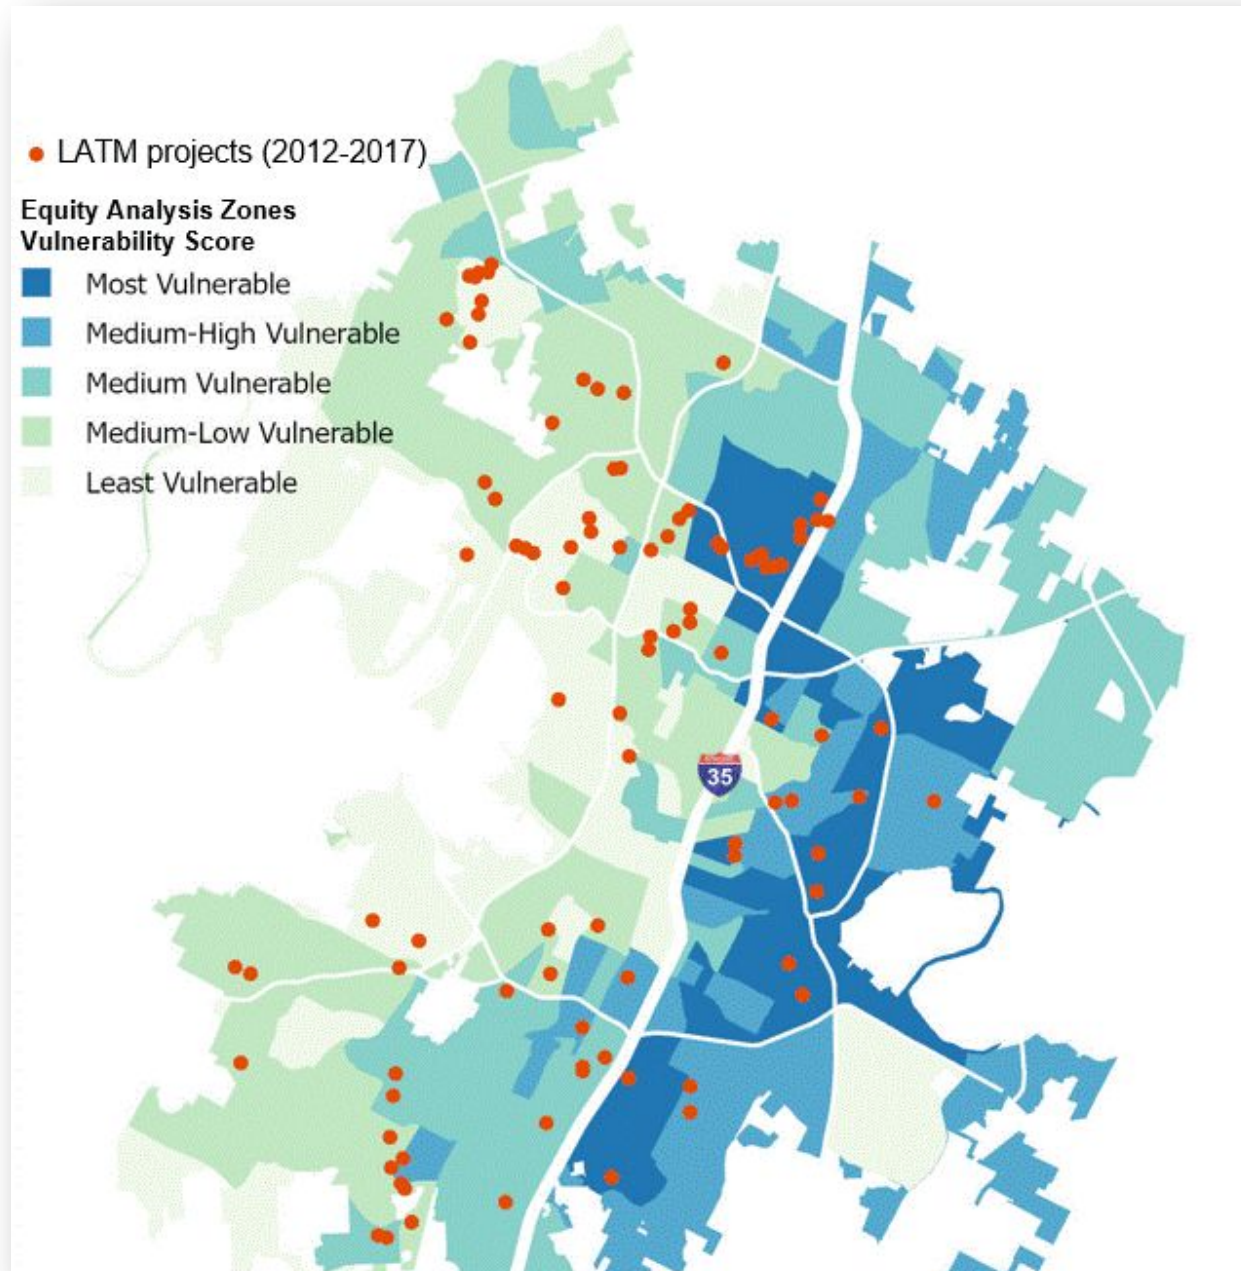 LATM projects (2012-2017)
Equity Analysis Zones
Vulnerability Score
Most Vulnerable
Medium-High Vulnerable
Medium Vulnerable
Medium-Low Vulnerable
Least Vulnerable
35